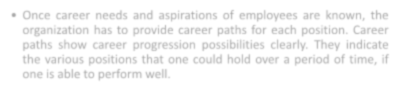 • Once career needs and aspirations of employees are known, the
organization has to provide career paths for each position. Career
paths show career progression possibilities clearly. They indicate
the various positions that one could hold over a period of time, if
one is able to perform well.